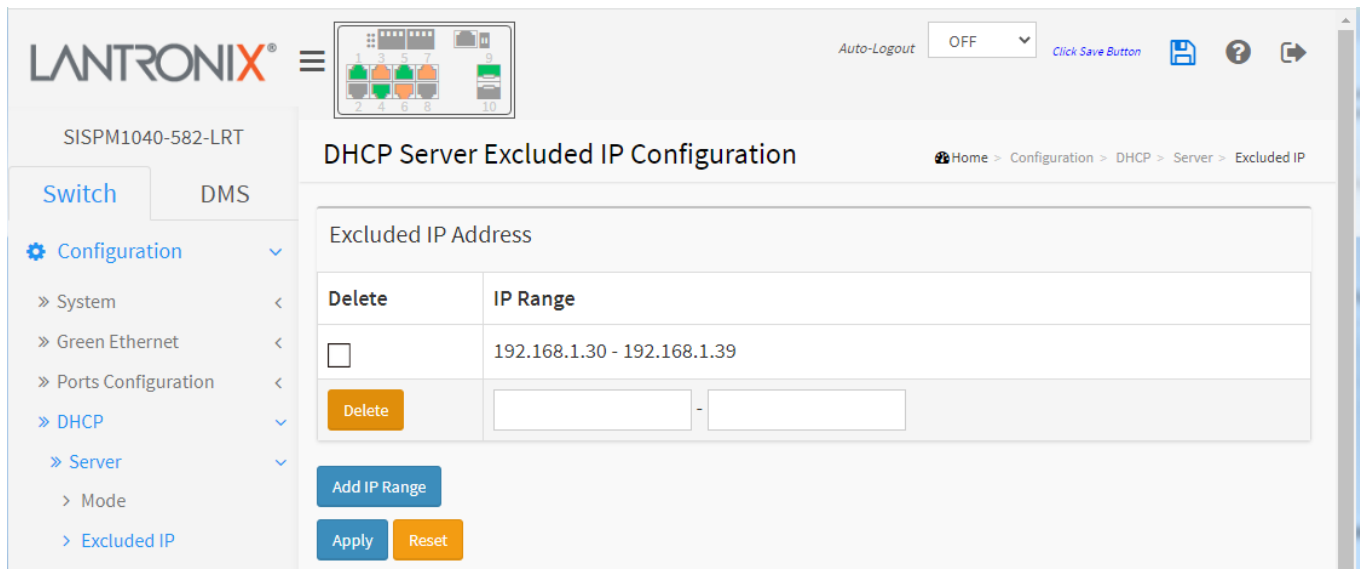 LANTRONIX®
1 3 5 7 9
2 4 6 8 10
Auto-Logout OFF Click Save Button
SISPM1040-582-LRT
Switch DMS
Configuration
» System
» Green Ethernet
» Ports Configuration
» DHCP
» Server
> Mode
> Excluded IP
DHCP Server Excluded IP Configuration
Home > Configuration > DHCP > Server > Excluded IP
Excluded IP Address
Delete IP Range
192.168.1.30 - 192.168.1.39
Delete -
Add IP Range
Apply Reset